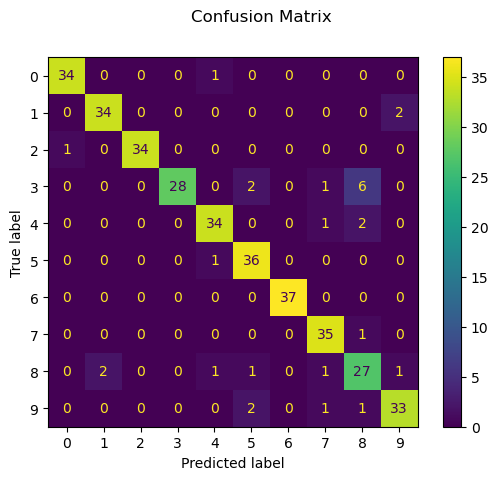 Confusion Matrix
0 34 0 0 0 1 0 0 0 0 0 35
1 0 34 0 0 0 0 0 0 0 2 30
2 1 0 34 0 0 0 0 0 0 0 25
3 0 0 0 28 0 2 0 1 6 0
4 0 0 0 0 34 0 0 1 2 0 20
5 0 0 0 0 1 36 0 0 0 0
6 0 0 0 0 0 0 37 0 0 0 15
7 0 0 0 0 0 0 0 35 1 0 10
8 0 2 0 0 1 1 0 1 27 1 5
9 0 0 0 0 0 2 0 1 1 33 0
0 1 2 3 4 5 6 7 8 9
True label
Predicted label